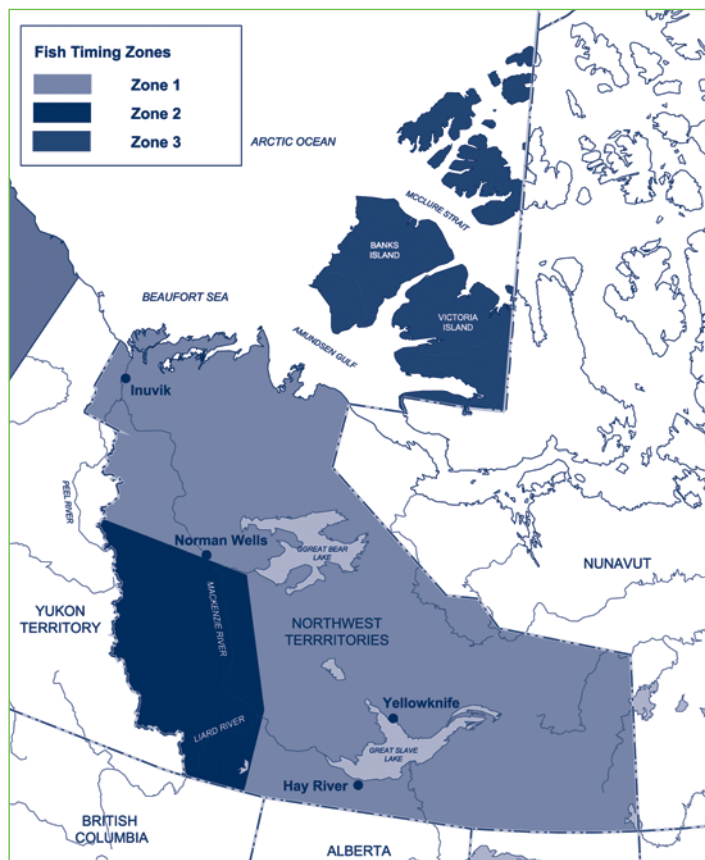 Fish Timing Zones
Zone 1
Zone 2
Zone 3
ARCTIC OCEAN
MCCLURE STRAIT
BANKS
ISLAND
BEAUFORT SEA
VICTORIA
ISLAND
AMUNDSEN GULF
Inuvik
PEEL RIVER
Norman Wells
GGREAT BEAR
LAKE
NUNAVUT
YUKON
TERRITORY
MACKENZIE RIVER
NORTHWEST
TERRRITORIES
Yellowknife
LIARD RIVER
GREAT SLAVE
LAKE
Hay River
BRITISH
COLUMBIA
ALBERTA